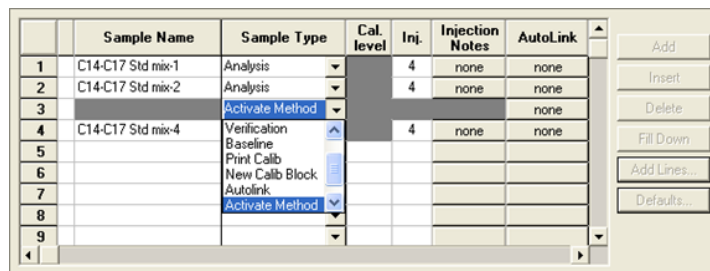 Sample Name Sample Type Cal. level Inj. Injection Notes AutoLink
Add
1 C14-C17 Std mix-1 Analysis 4 none none
Insert
2 C14-C17 Std mix-2 Analysis 4 none none
3 Activate Method none
Delete
4 C14-C17 Std mix-4 Verification 4 none none
Fill Down
5 Baseline
Print Calib
6 New Calib Block
Add Lines...
7 Autolink
Activate Method
Defaults...
8
9